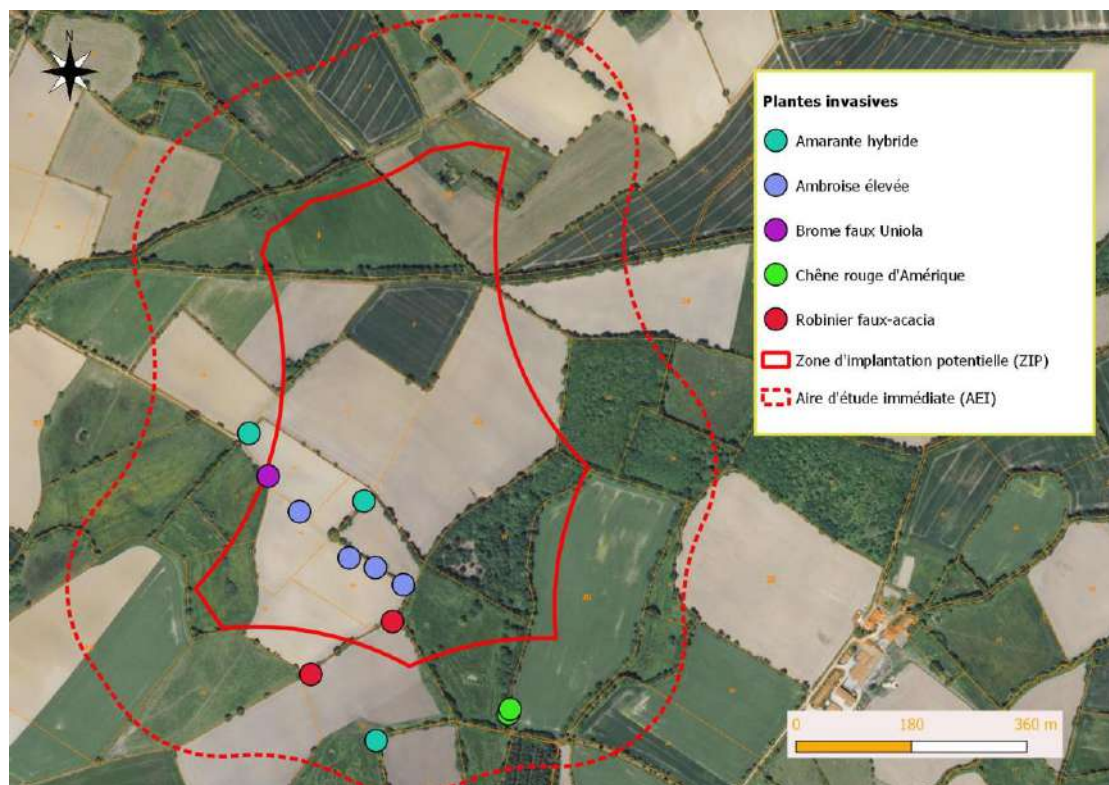 N
Plantes invasives
Amarante hybride
Ambroise élevée
Brome faux Uniola
Chêne rouge d'Amérique
Robinier faux-acacia
Zone d'implantation potentielle (ZIP)
Aire d'étude immédiate (AEI)
0 180 360 m